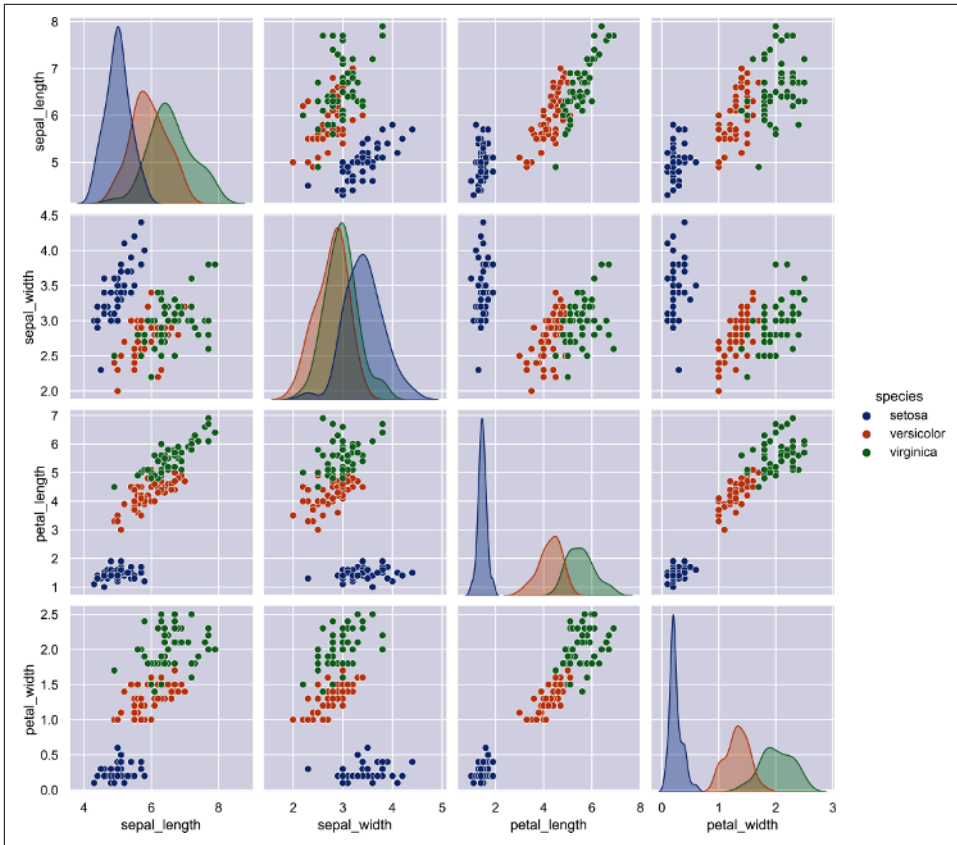 8
7
6
5
sepal_length
4.5
4.0
3.5
3.0
2.5
2.0
sepal_width
species
setosa
versicolor
virginica
7
6
5
4
3
2
1
petal_length
2.5
2.0
1.5
1.0
0.5
0.0
petal_width
4 6 8
2 3 4 5
0 2 4 6 8
0 1 2 3
sepal_length sepal_width petal_length petal_width